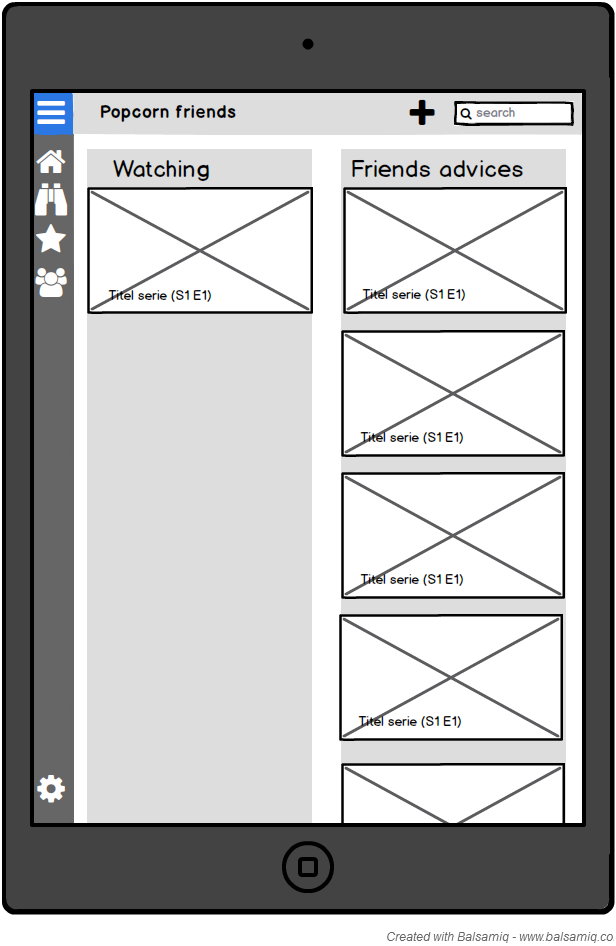 Popcorn friends
search
Watching
Friends advices
Titel serie (S1 E1)
Titel serie (S1 E1)
Titel serie (S1 E1)
Titel serie (S1 E1)
Titel serie (S1 E1)
Created with Balsamiq - www.balsamiq.co